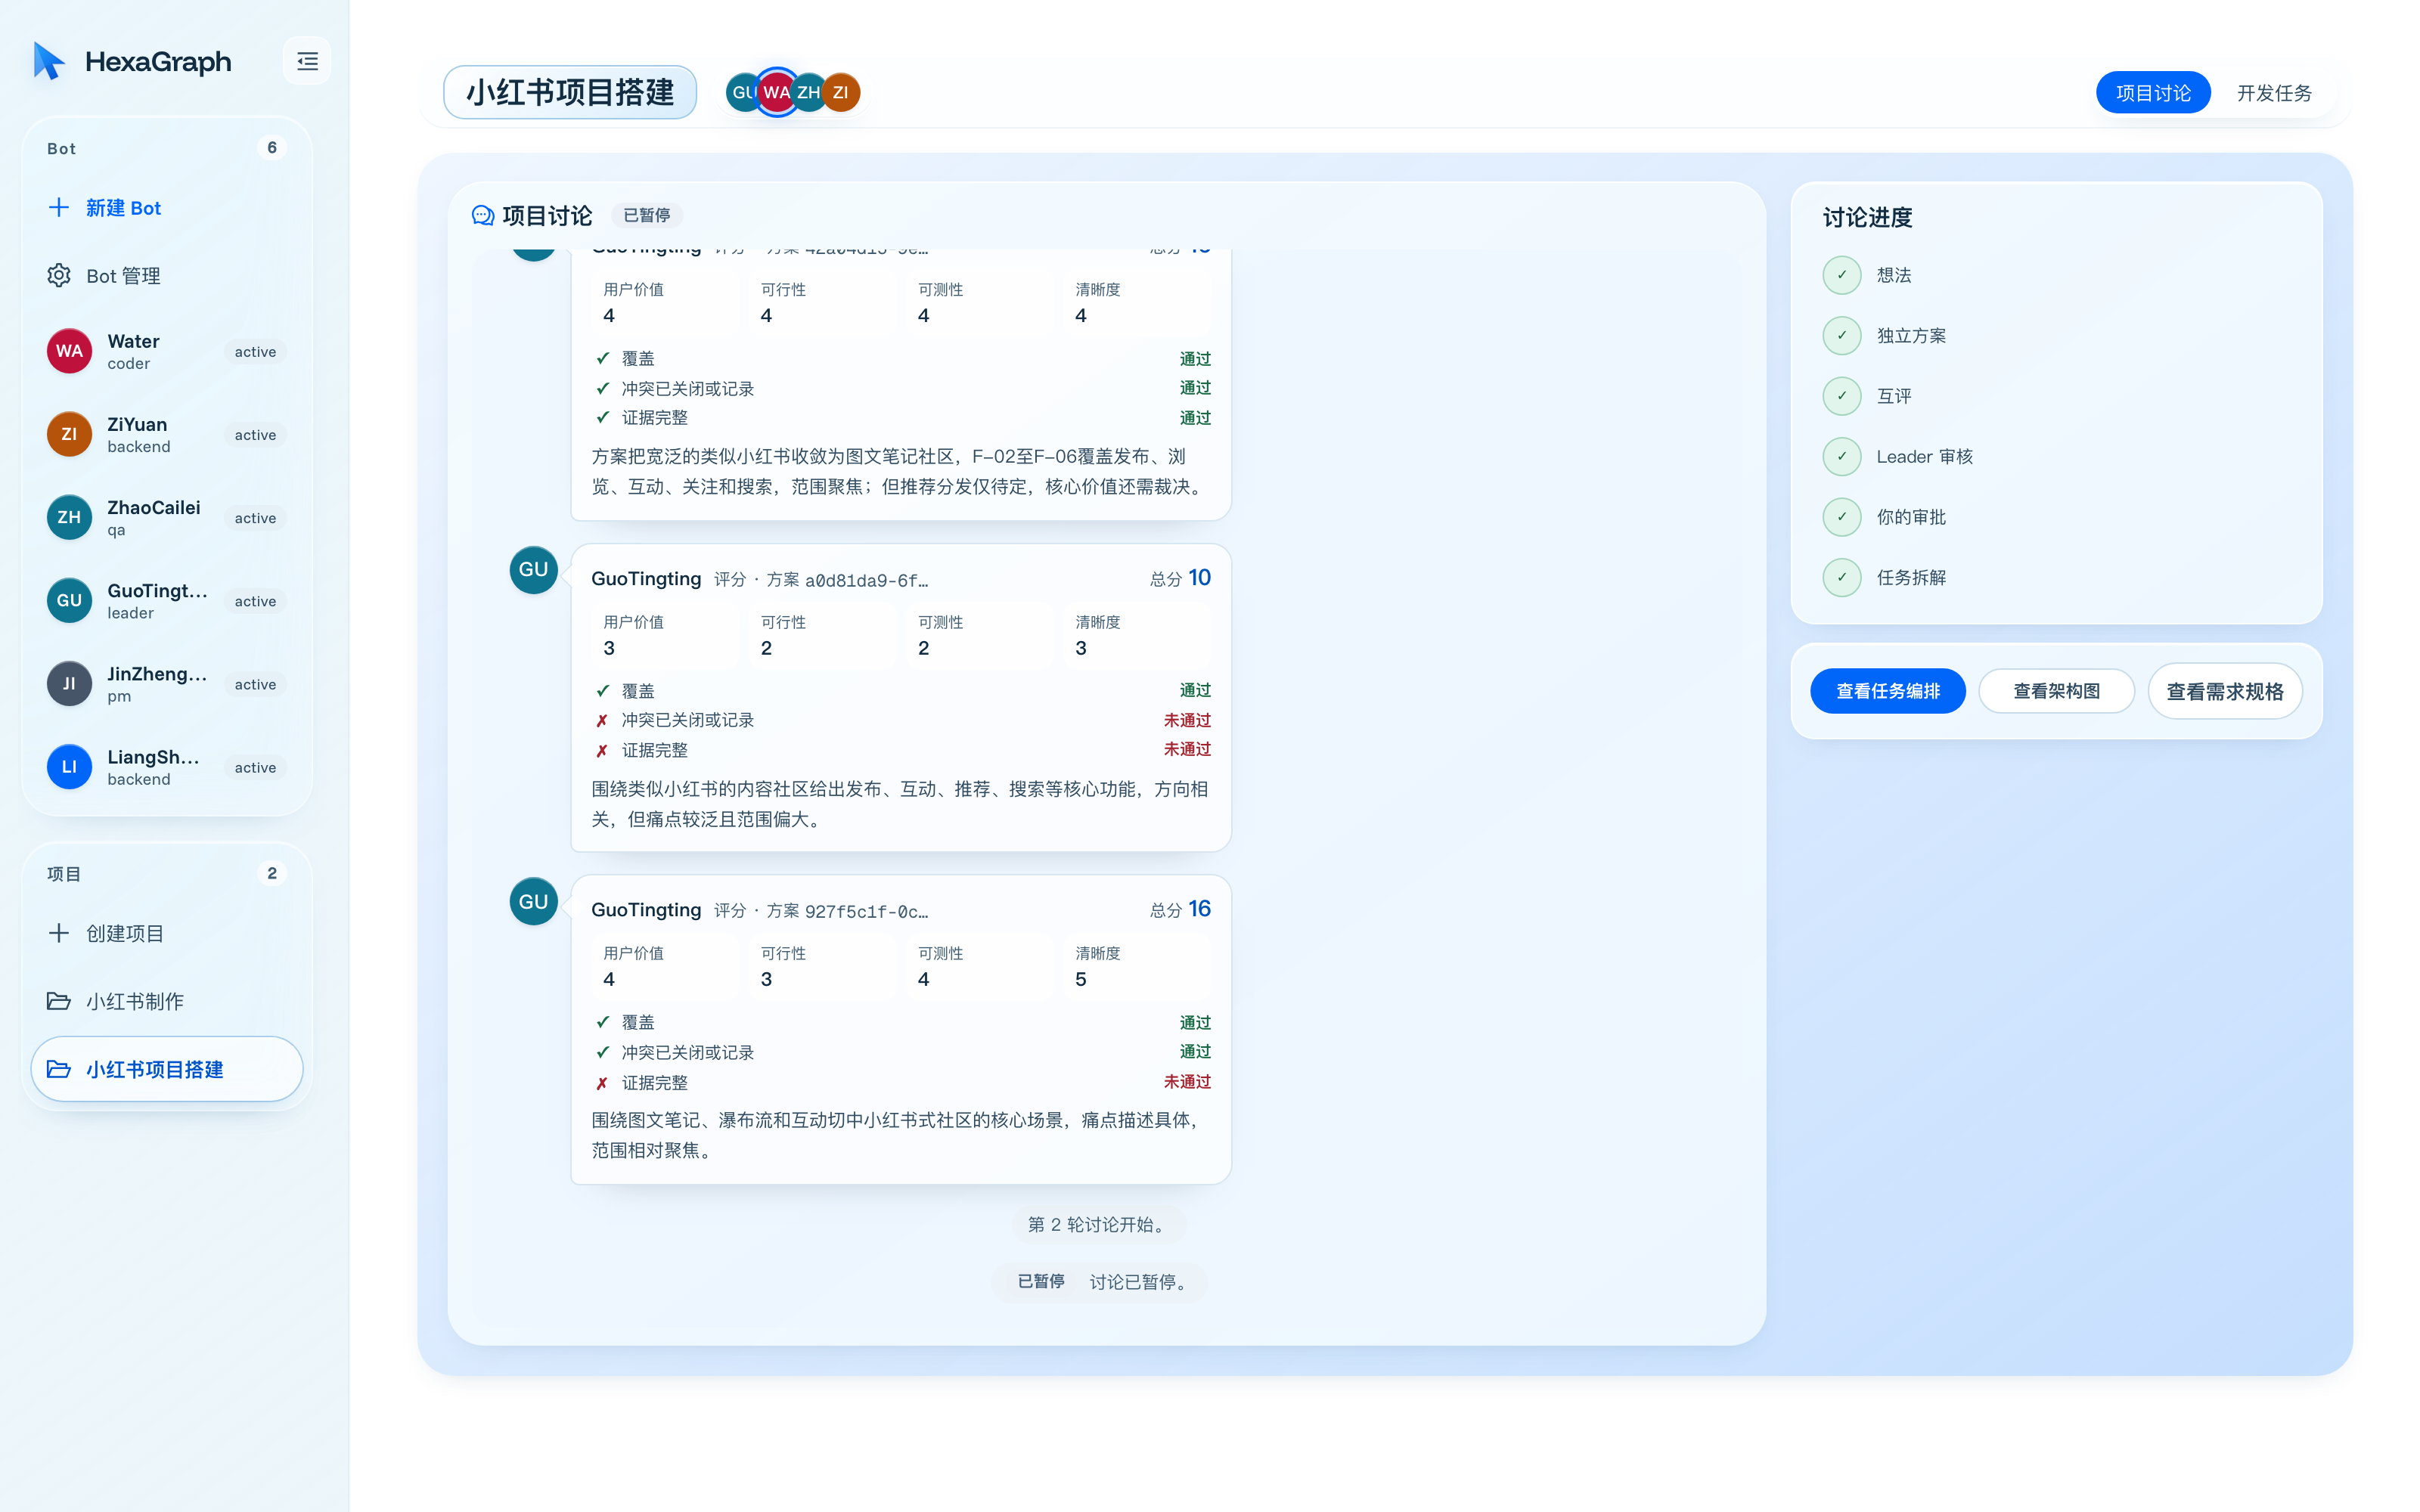 HexaGraph
Bot
6
新建 Bot
Bot 管理
WA
Water
coder
active
ZI
ZiYuan
backend
active
ZH
ZhaoCailei
qa
active
GU
GuoTingt...
leader
active
JI
JinZheng...
pm
active
LI
LiangSh...
backend
active
项目
2
创建项目
小红书制作
小红书项目搭建
小红书项目搭建
GU
WA
ZH
ZI
项目讨论
开发任务
项目讨论
已暂停
GuoTingting 评分 · 方案
用户价值
4
可行性
4
可测性
4
清晰度
4
✓ 覆盖 通过
✓ 冲突已关闭或记录 通过
✓ 证据完整 通过
方案把宽泛的类似小红书收敛为图文笔记社区，F-02至F-06覆盖发布、浏
览、互动、关注和搜索，范围聚焦；但推荐分发仅待定，核心价值还需裁决。
GU
GuoTingting 评分 · 方案 a0d81da9-6f… 总分 10
用户价值
3
可行性
2
可测性
2
清晰度
3
✓ 覆盖 通过
✗ 冲突已关闭或记录 未通过
✗ 证据完整 未通过
围绕类似小红书的内容社区给出发布、互动、推荐、搜索等核心功能，方向相
关，但痛点较泛且范围偏大。
GU
GuoTingting 评分 · 方案 927f5c1f-0c… 总分 16
用户价值
4
可行性
3
可测性
4
清晰度
5
✓ 覆盖 通过
✓ 冲突已关闭或记录 通过
✗ 证据完整 未通过
围绕图文笔记、瀑布流和互动切中小红书式社区的核心场景，痛点描述具体，
范围相对聚焦。
第 2 轮讨论开始。
已暂停 讨论已暂停。
讨论进度
✓ 想法
✓ 独立方案
✓ 互评
✓ Leader 审核
✓ 你的审批
✓ 任务拆解
查看任务编排
查看架构图
查看需求规格